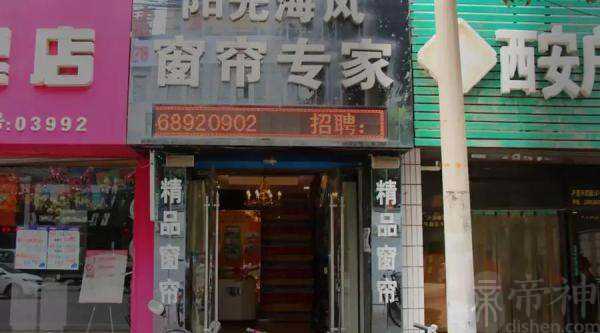 店
号:03992
阳光海风
窗帘专家
68920902 招聘:
精品窗帘
精品窗帘
西安
帝神
dishen.com